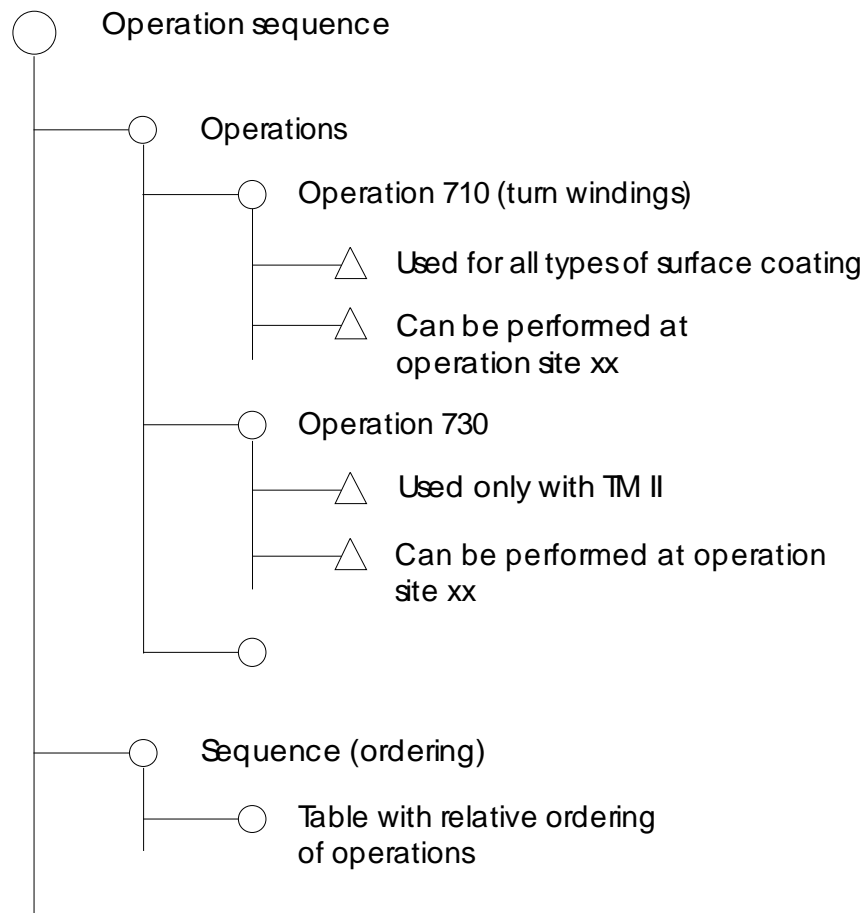 Operation sequence
Operations
Operation 710 (turn windings)
Used for all types of surface coating
Can be performed at
operation site xx
Operation 730
Used only with TM II
Can be performed at operation
site xx
Sequence (ordering)
Table with relative ordering
of operations